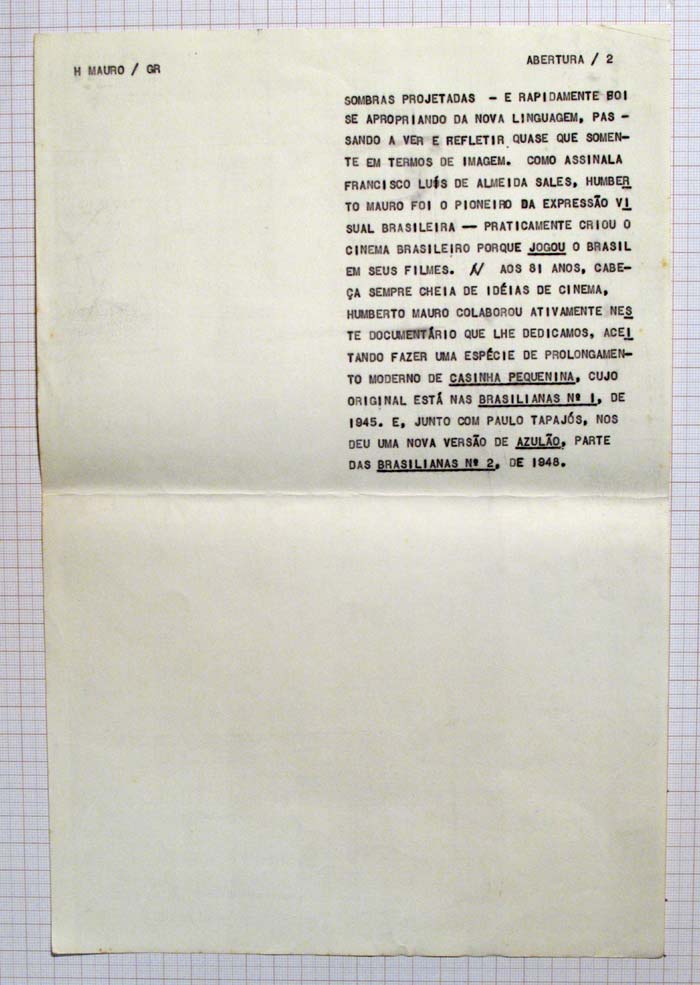 H MAURO / GR
ABERTURA / 2
SOMBRAS PROJETADAS - E RAPIDAMENTE FOI
SE APROPRIANDO DA NOVA LINGUAGEM, PAS -
SANDO A VER E REFLETIR QUASE QUE SOMEN-
TE EM TERMOS DE IMAGEM. COMO ASSINALA
FRANCISCO LUÍS DE ALMEIDA SALES, HUMBER
TO MAURO FOI O PIONEIRO DA EXPRESSÃO VI
SUAL BRASILEIRA -- PRATICAMENTE CRIOU O
CINEMA BRASILEIRO PORQUE JOGOU O BRASIL
EM SEUS FILMES. // AOS 81 ANOS, CABE-
ÇA SEMPRE CHEIA DE IDÉIAS DE CINEMA,
HUMBERTO MAURO COLABOROU ATIVAMENTE NES
TE DOCUMENTÁRIO QUE LHE DEDICAMOS, ACEI
TANDO FAZER UMA ESPÉCIE DE PROLONGAMEN-
TO MODERNO DE CASINHA PEQUENINA, CUJO
ORIGINAL ESTÁ NAS BRASILIANAS Nº 1, DE
1945. E, JUNTO COM PAULO TAPAJÓS, NOS
DEU UMA NOVA VERSÃO DE AZULÃO, PARTE
DAS BRASILIANAS Nº 2, DE 1948.